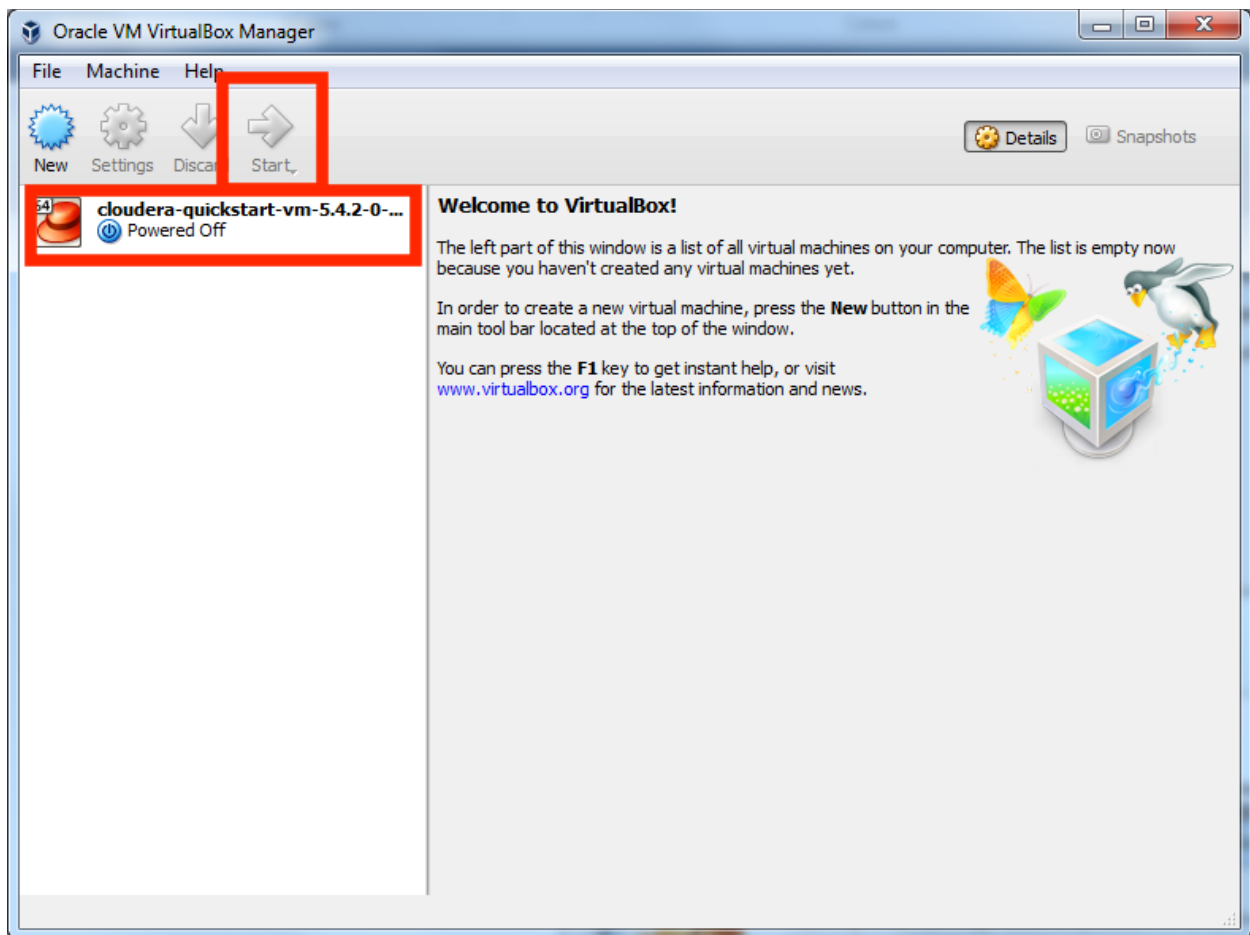 Oracle VM VirtualBox Manager
File Machine Help
New Settings Start
Details Snapshots
64
cloudera-quickstart-vm-5.4.2-0-...
Powered Off
Welcome to VirtualBox!
The left part of this window is a list of all virtual machines on your computer. The list is empty now
because you haven't created any virtual machines yet.
In order to create a new virtual machine, press the New button in the
main tool bar located at the top of the window.
You can press the F1 key to get instant help, or visit
www.virtualbox.org for the latest information and news.